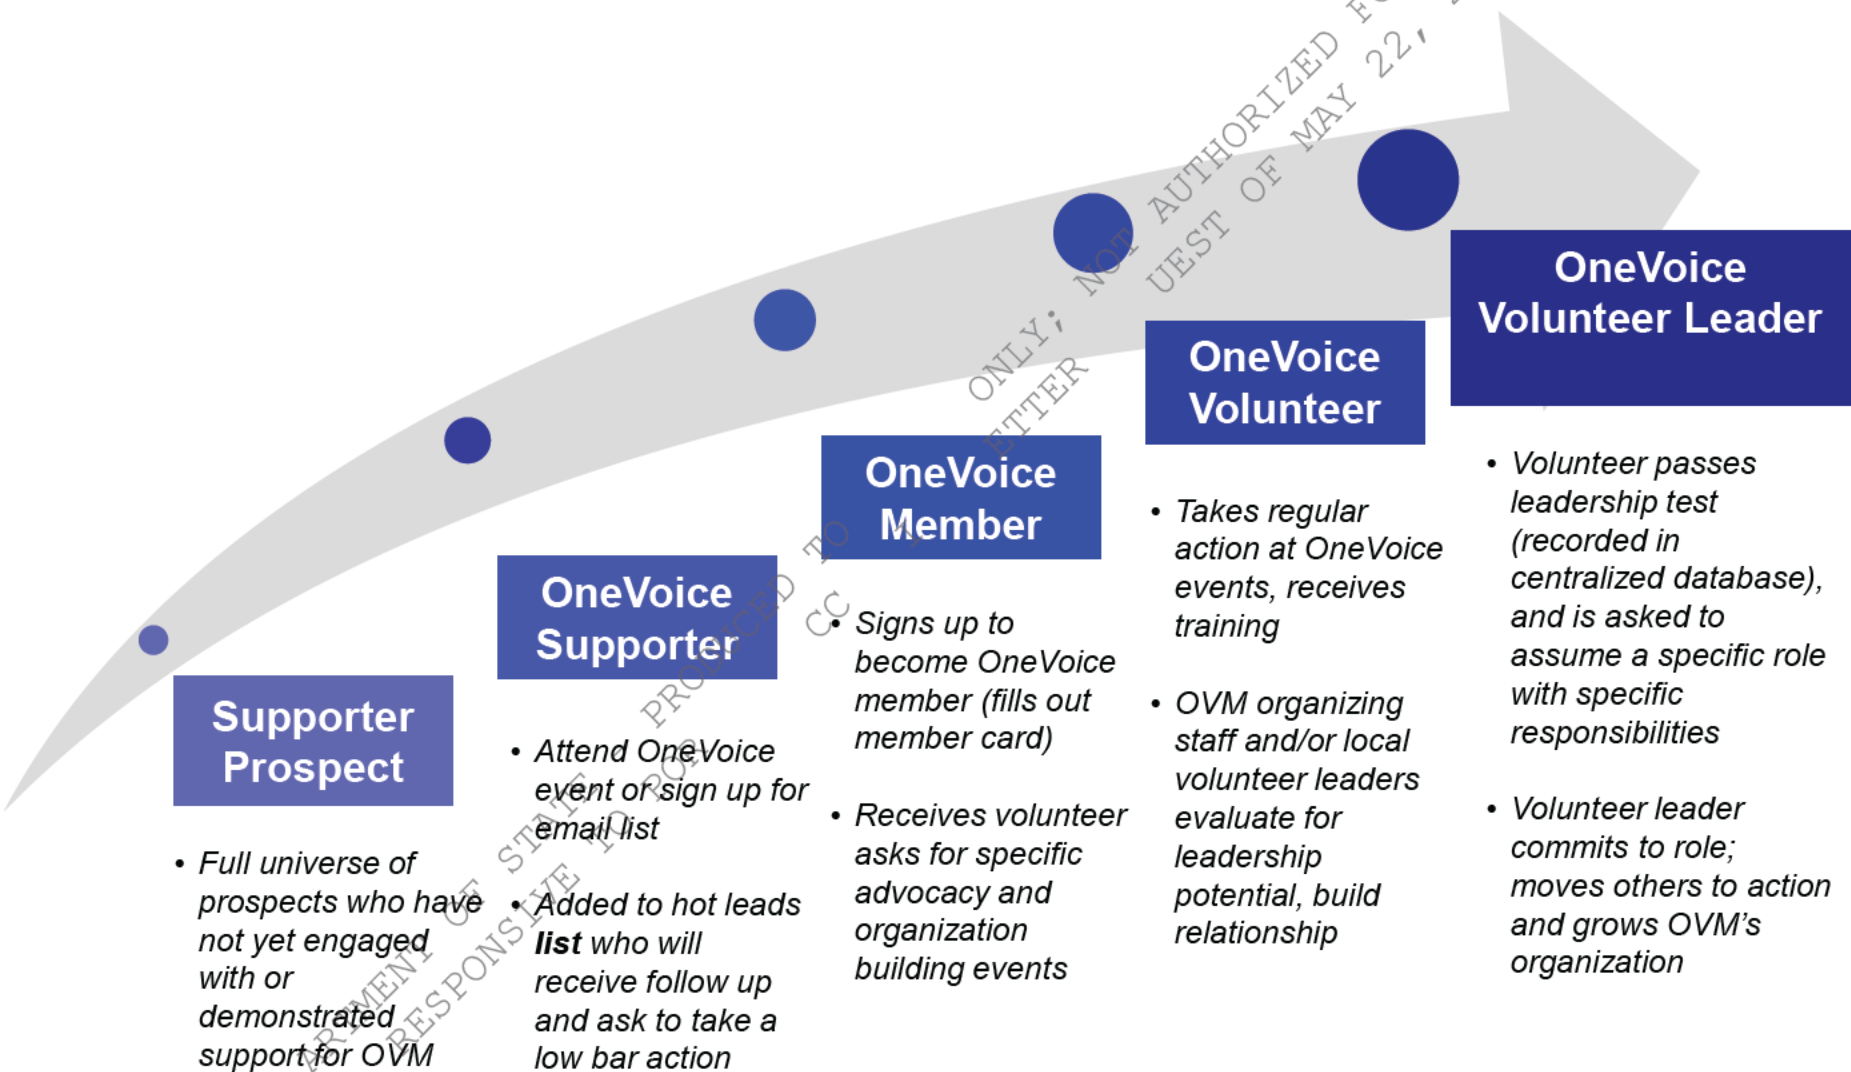 Supporter
Prospect
• Full universe of
prospects who have
not yet engaged
with or
demonstrated
support for OVM
OneVoice
Supporter
• Attend OneVoice
event or sign up for
email list
• Added to hot leads
list who will
receive follow up
and ask to take a
low bar action
OneVoice
Member
• Signs up to
become OneVoice
member (fills out
member card)
• Receives volunteer
asks for specific
advocacy and
organization
building events
OneVoice
Volunteer
• Takes regular
action at OneVoice
events, receives
training
• OVM organizing
staff and/or local
volunteer leaders
evaluate for
leadership
potential, build
relationship
OneVoice
Volunteer Leader
• Volunteer passes
leadership test
(recorded in
centralized database),
and is asked to
assume a specific role
with specific
responsibilities
• Volunteer leader
commits to role;
moves others to action
and grows OVM's
organization
ARTMENT OF STATE, PRODUCED TO CC ONLY; NOT AUTHORIZED
RESPONSIVE TO POR ETTER UEST OF MAY 22,